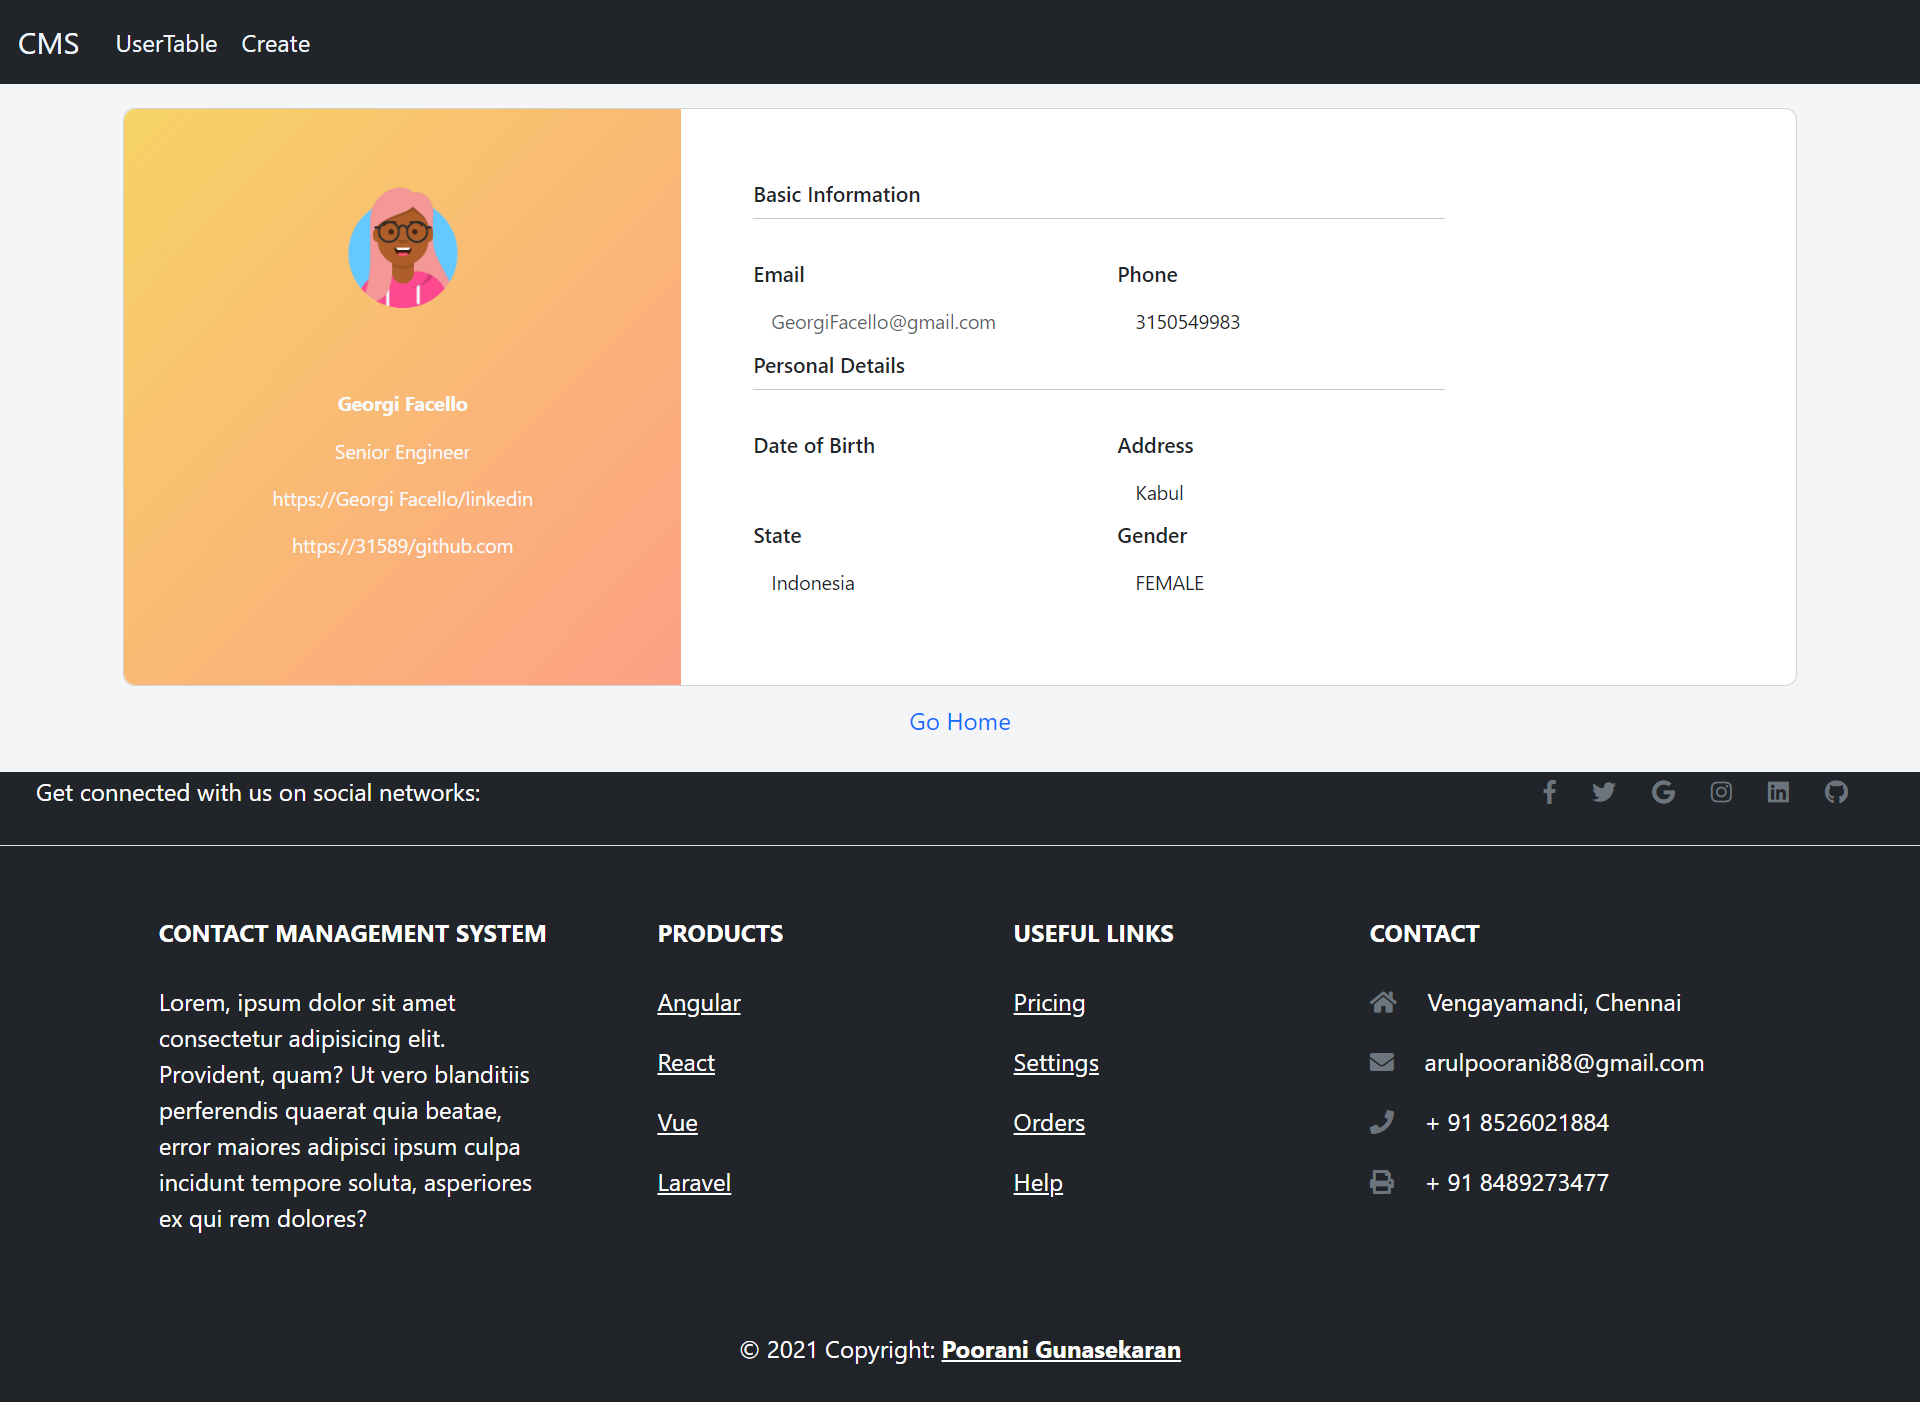 CMS UserTable Create
Georgi Facello
Senior Engineer
https://Georgi Facello/linkedin
https://31589/github.com
Basic Information
Email Phone
GeorgiFacello@gmail.com 3150549983
Personal Details
Date of Birth Address
Kabul
State Gender
Indonesia FEMALE
Go Home
Get connected with us on social networks:
CONTACT MANAGEMENT SYSTEM
Lorem, ipsum dolor sit amet
consectetur adipisicing elit.
Provident, quam? Ut vero blanditiis
perferendis quaerat quia beatae,
error maiores adipisci ipsum culpa
incidunt tempore soluta, asperiores
ex qui rem dolores?
PRODUCTS
Angular
React
Vue
Laravel
USEFUL LINKS
Pricing
Settings
Orders
Help
CONTACT
Vengayamandi, Chennai
arulpoorani88@gmail.com
+ 91 8526021884
+ 91 8489273477
© 2021 Copyright: Poorani Gunasekaran